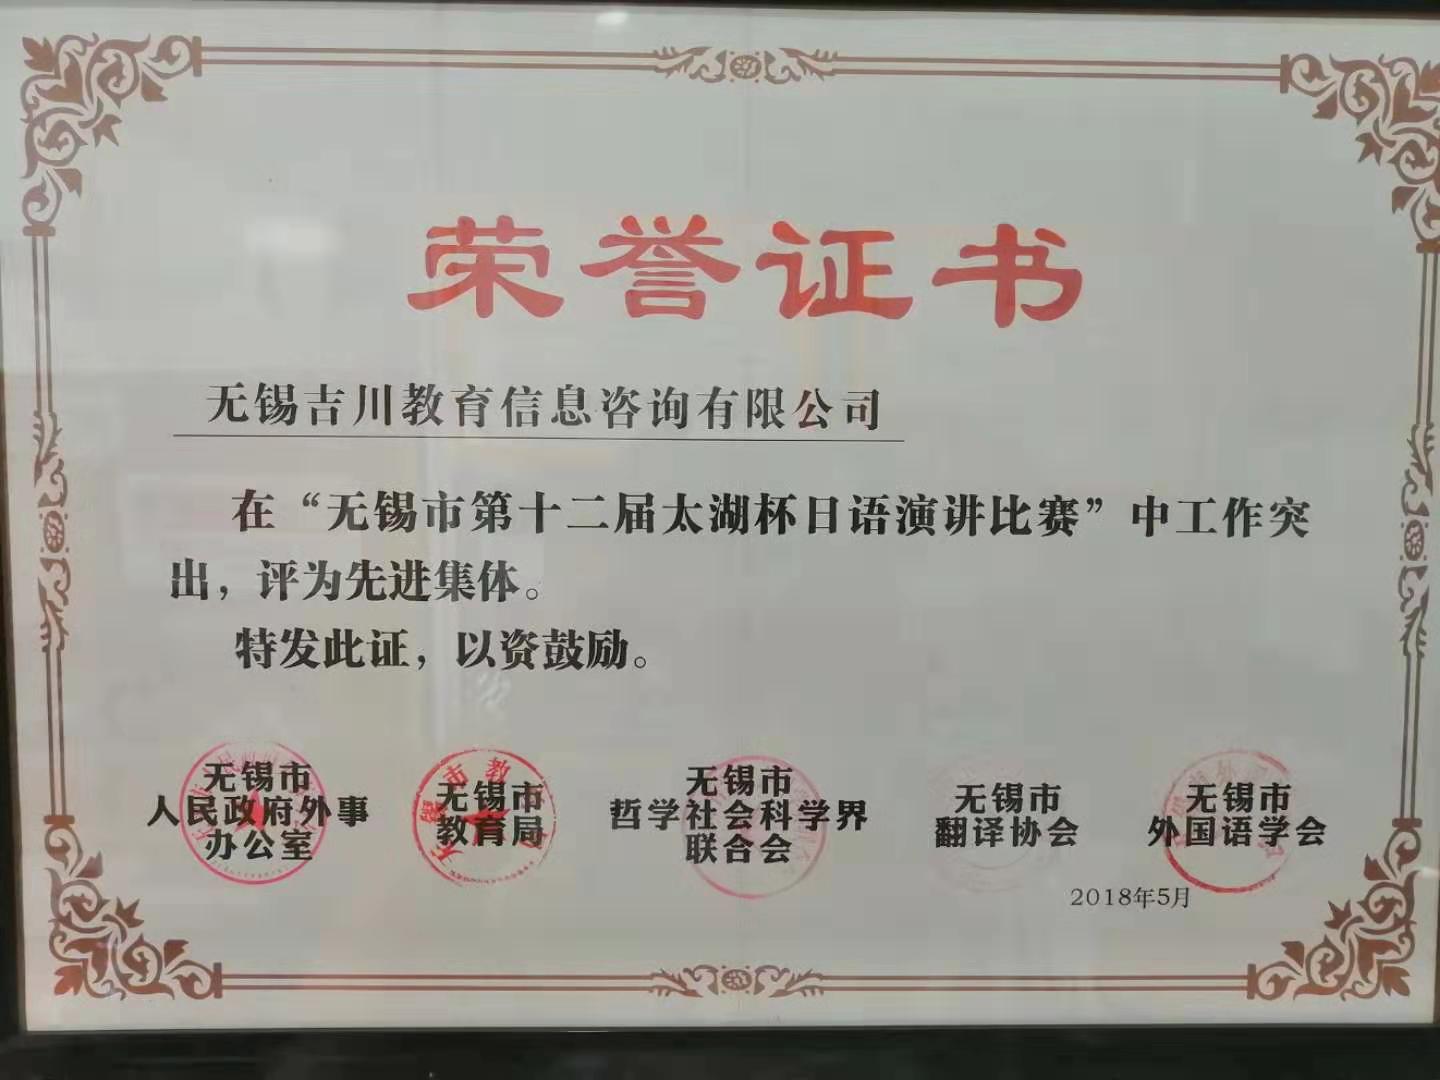 荣誉证书
无锡吉川教育信息咨询有限公司
在“无锡市第十二届太湖杯日语演讲比赛”中工作突
出，评为先进集体。
特发此证，以资鼓励。
无锡市
人民政府外事
办公室
无锡市
教育局
无锡市
哲学社会科学界
联合会
无锡市
翻译协会
无锡市
外国语学会
2018年5月